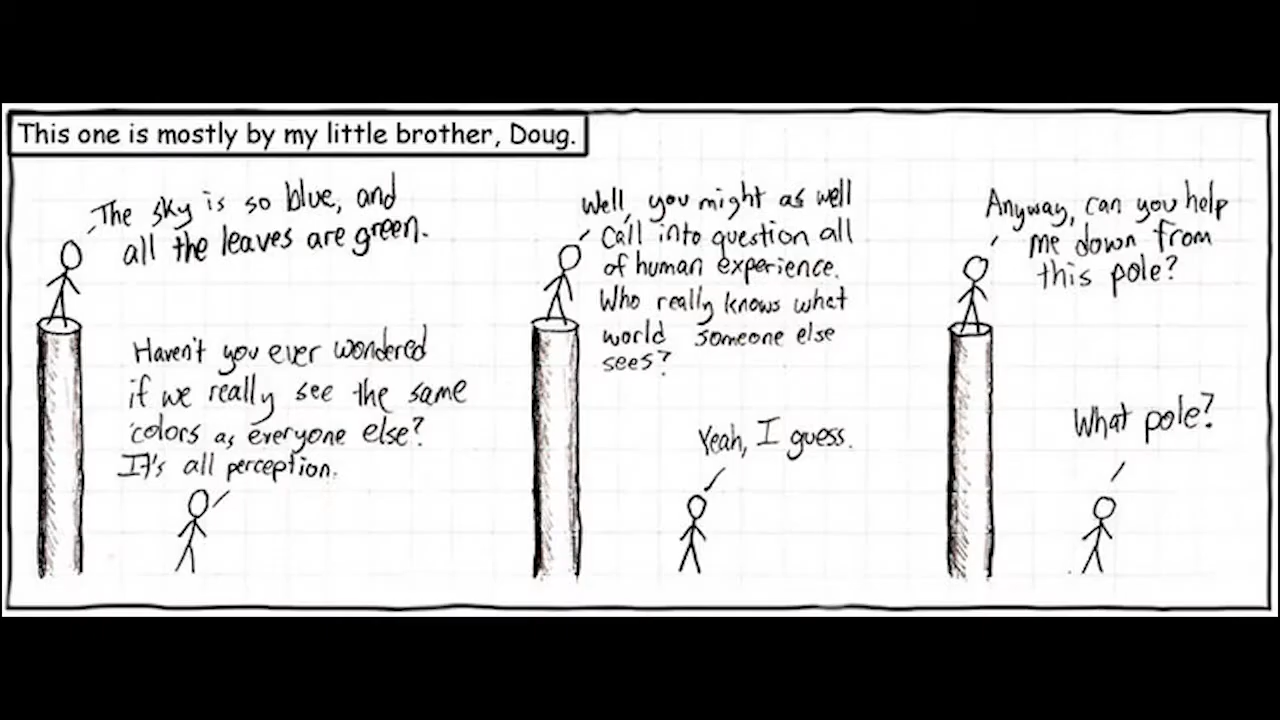 This one is mostly by my little brother, Doug.
The sky is so blue, and
all the leaves are green.
Haven't you ever wondered
if we really see the same
colors as everyone else?
It's all perception.
Well, you might as well
call into question all
of human experience.
Who really knows what
world someone else
sees?
Yeah, I guess.
Anyway, can you help
me down from
this pole?
What pole?